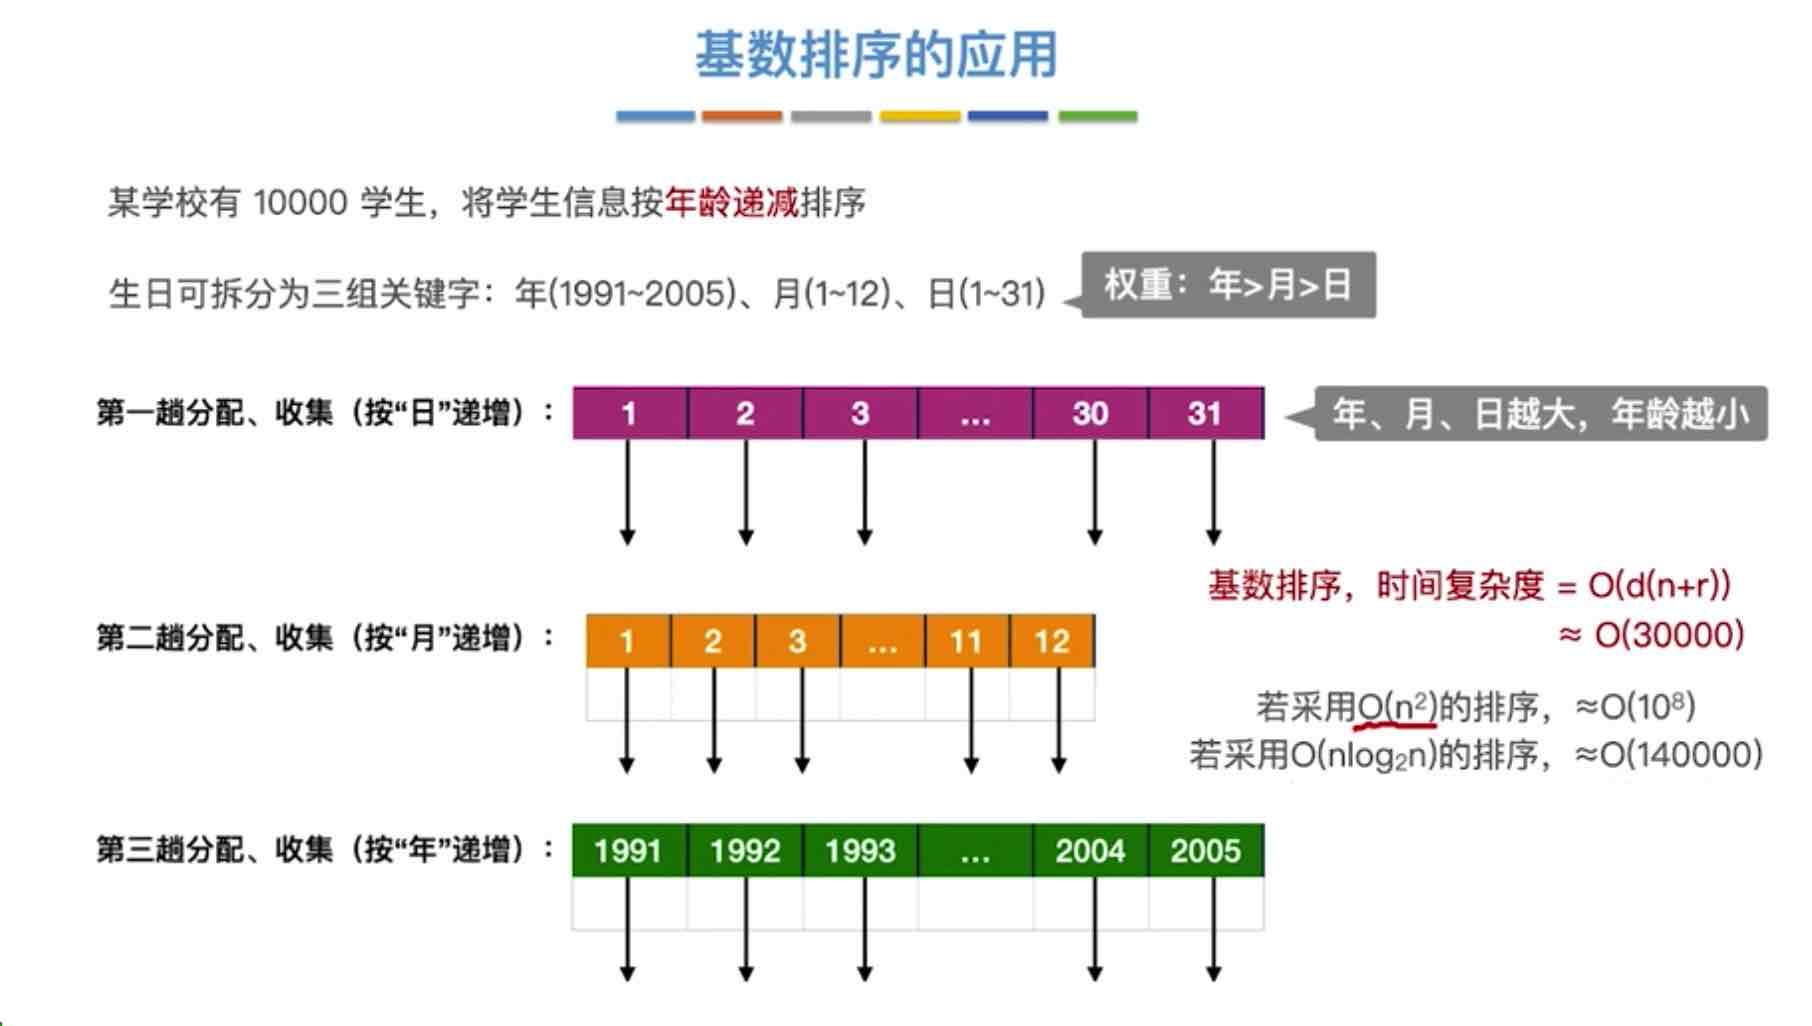 基数排序的应用
某学校有 10000 学生，将学生信息按年龄递减排序
生日可拆分为三组关键字：年(1991~2005)、月(1~12)、日(1~31)
权重：年>月>日
第一趟分配、收集（按“日”递增）：
1 2 3 ... 30 31
年、月、日越大，年龄越小
基数排序，时间复杂度 = O(d(n+r))
≈ O(30000)
第二趟分配、收集（按“月”递增）：
1 2 3 ... 11 12
若采用O(n²)的排序，≈O(10⁸)
若采用O(nlog₂n)的排序，≈O(140000)
第三趟分配、收集（按“年”递增）：
1991 1992 1993 ... 2004 2005